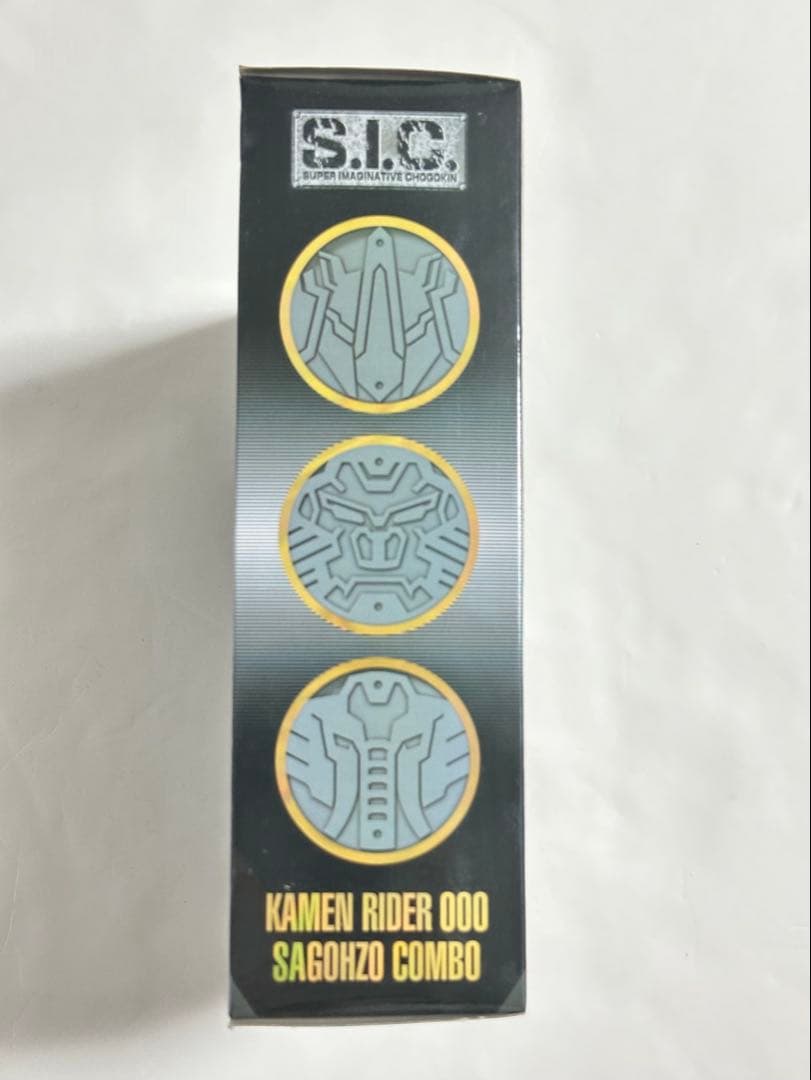 S.I.C.
SUPER IMAGINATIVE CHOGOKIN
KAMEN RIDER OOO
SAGOHZO COMBO